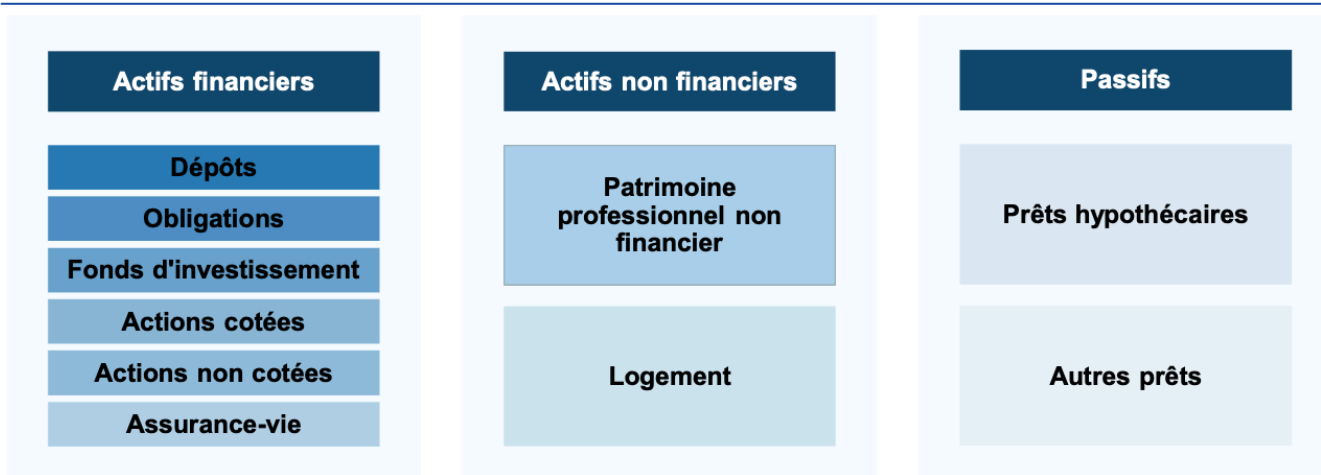 Actifs financiers
Dépôts
Obligations
Fonds d'investissement
Actions cotées
Actions non cotées
Assurance-vie
Actifs non financiers
Patrimoine
professionnel non
financier
Logement
Passifs
Prêts hypothécaires
Autres prêts